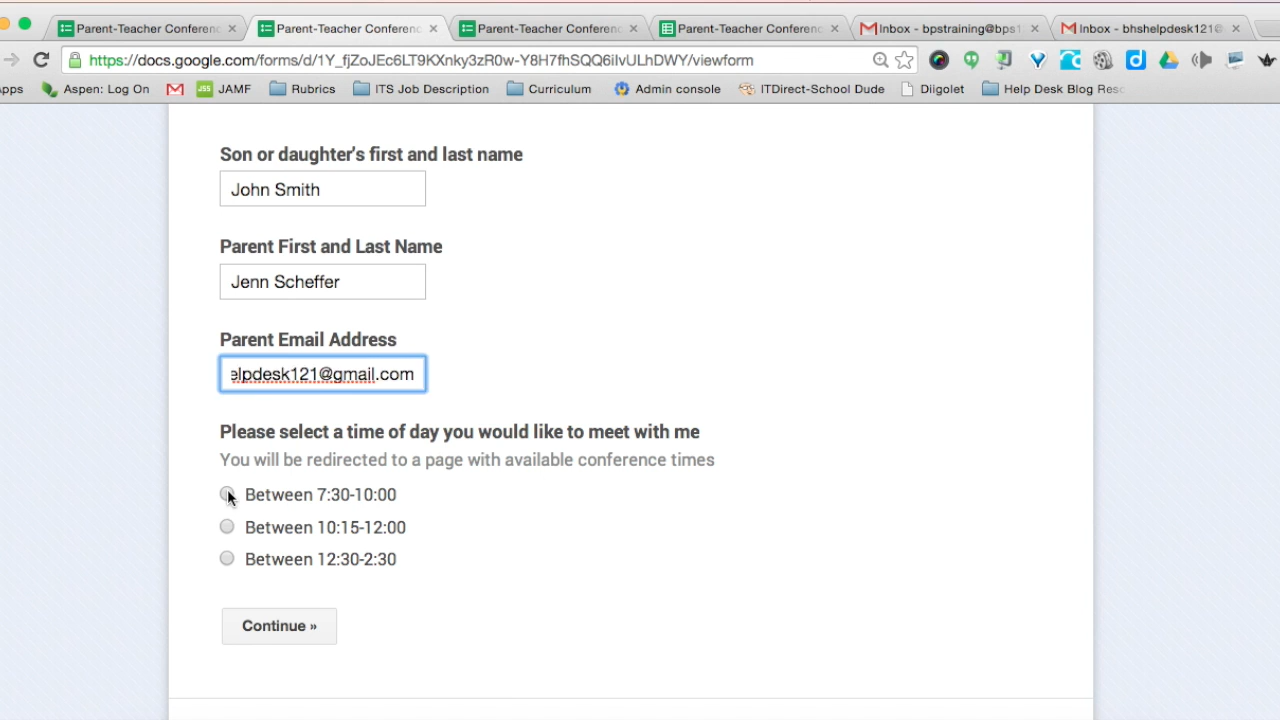 Parent-Teacher Conferenc
Parent-Teacher Conferenc
Parent-Teacher Conferenc
Parent-Teacher Conferenc
Inbox - bpstraining@bps1
Inbox - bhshelpdesk121@
https://docs.google.com/forms/d/1Y_fjZoJEc6LT9KXnky3zR0w-Y8H7fhSQQ6iIvULhDWY/viewform
Apps
Aspen: Log On
JSS JAMF
Rubrics
ITS Job Description
Curriculum
Admin console
ITDirect-School Dude
Diigolet
Help Desk Blog Reso
Son or daughter's first and last name
John Smith
Parent First and Last Name
Jenn Scheffer
Parent Email Address
elpdesk121@gmail.com
Please select a time of day you would like to meet with me
You will be redirected to a page with available conference times
Between 7:30-10:00
Between 10:15-12:00
Between 12:30-2:30
Continue »